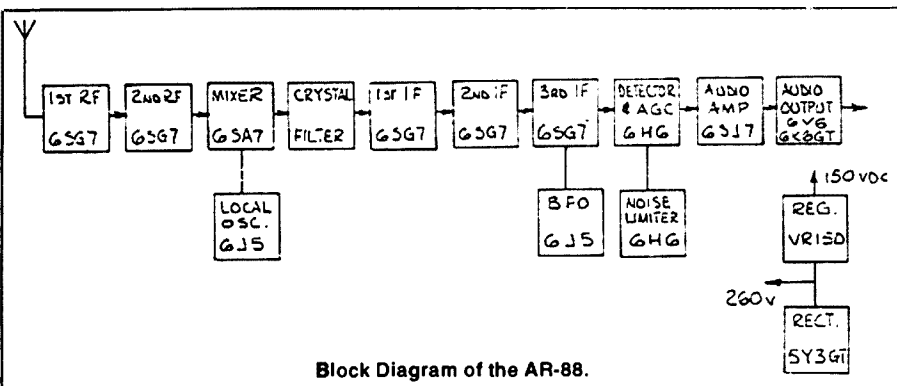 1ST RF
6SG7
2ND RF
6SG7
MIXER
6SA7
CRYSTAL
FILTER
1ST IF
6SG7
2ND IF
6SG7
3RD IF
6SG7
DETECTOR
& AGC
6H6
AUDIO
AMP
6SJ7
AUDIO
OUTPUT
6V6
6K6GT
LOCAL
OSC.
6J5
BFO
6J5
NOISE
LIMITER
6H6
150 VDC
REG.
VR150
260V
RECT.
5Y3GT
Block Diagram of the AR-88.